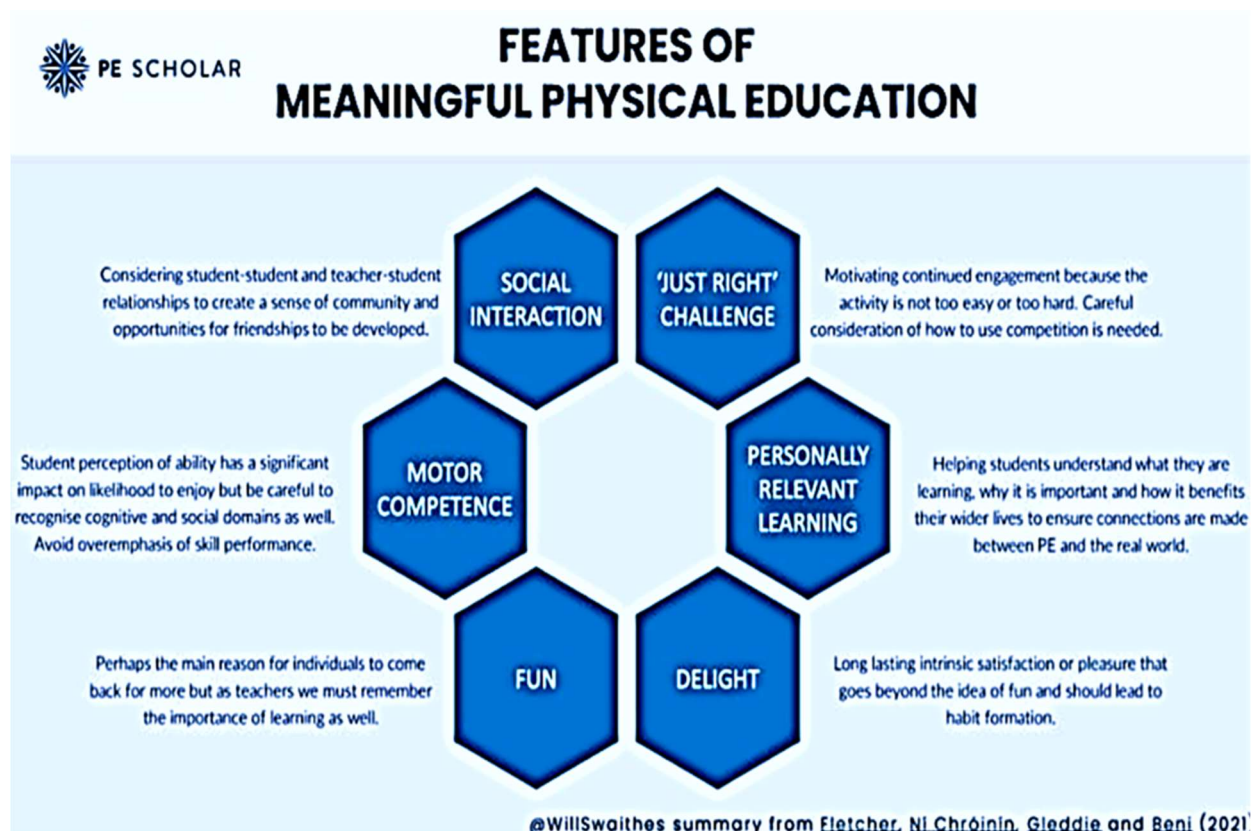 PE SCHOLAR
FEATURES OF
MEANINGFUL PHYSICAL EDUCATION
Considering student-student and teacher-student
relationships to create a sense of community and
opportunities for friendships to be developed.
SOCIAL
INTERACTION
'JUST RIGHT'
CHALLENGE
Motivating continued engagement because the
activity is not too easy or too hard. Careful
consideration of how to use competition is needed.
Student perception of ability has a significant
impact on likelihood to enjoy but be careful to
recognise cognitive and social domains as well.
Avoid overemphasis of skill performance.
MOTOR
COMPETENCE
PERSONALLY
RELEVANT
LEARNING
Helping students understand what they are
learning, why it is important and how it benefits
their wider lives to ensure connections are made
between PE and the real world.
Perhaps the main reason for individuals to come
back for more but as teachers we must remember
the importance of learning as well.
FUN
DELIGHT
Long lasting intrinsic satisfaction or pleasure that
goes beyond the idea of fun and should lead to
habit formation.
@WillSwaithes summary from Fletcher, Ní Chróinin, Gleddie and Beni (2021)